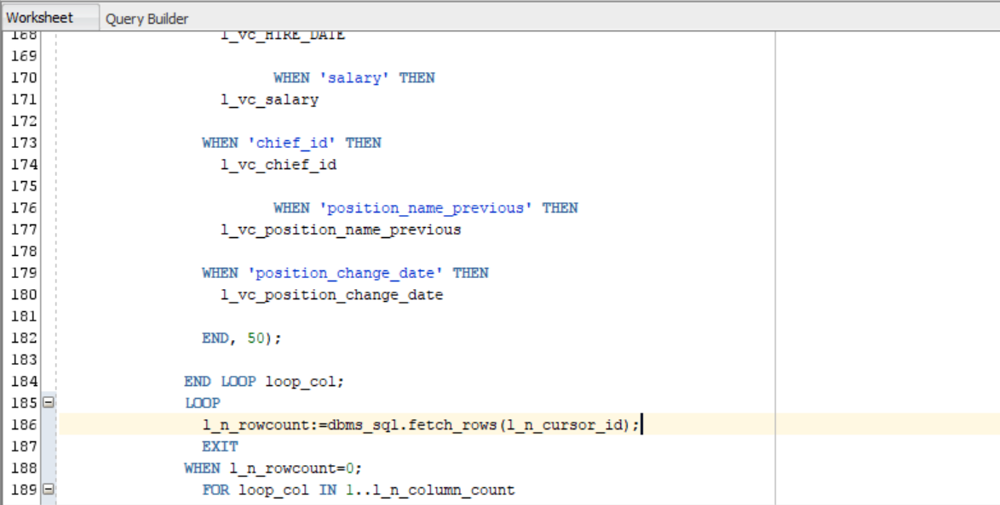 Worksheet Query Builder
168 l_vc_HIRE_DATE
169
170 WHEN 'salary' THEN
171 l_vc_salary
172
173 WHEN 'chief_id' THEN
174 l_vc_chief_id
175
176 WHEN 'position_name_previous' THEN
177 l_vc_position_name_previous
178
179 WHEN 'position_change_date' THEN
180 l_vc_position_change_date
181
182 END, 50);
183
184 END LOOP loop_col;
185 LOOP
186 l_n_rowcount:=dbms_sql.fetch_rows(l_n_cursor_id);
187 EXIT
188 WHEN l_n_rowcount=0;
189 FOR loop_col IN 1..l_n_column_count